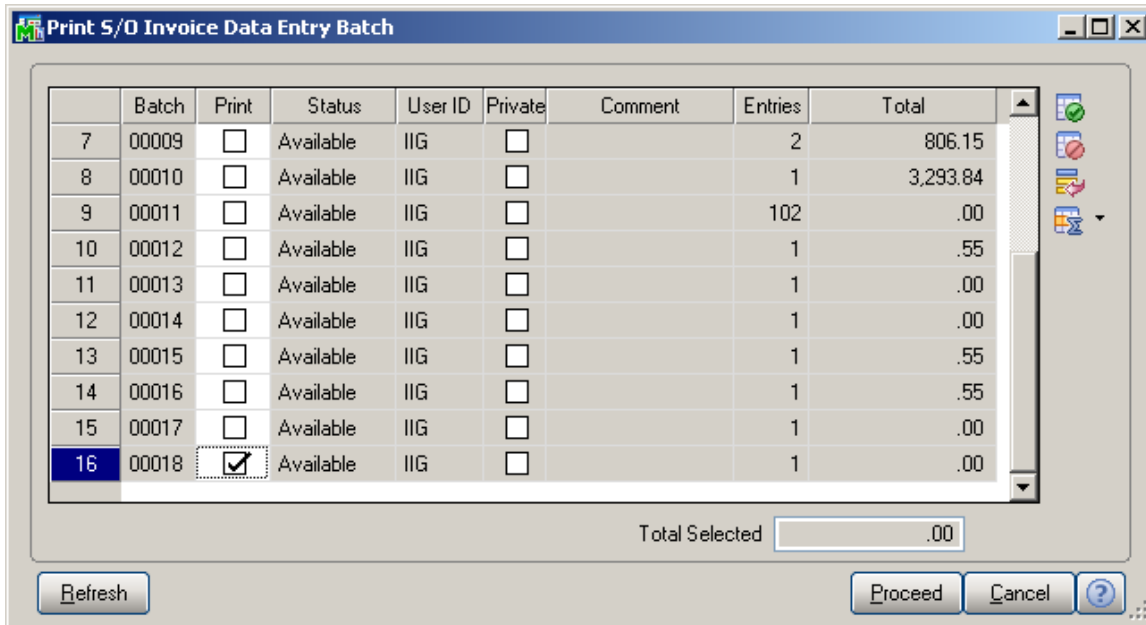 Print S/O Invoice Data Entry Batch
Batch Print Status User ID Private Comment Entries Total
7 00009 Available IIG 2 806.15
8 00010 Available IIG 1 3,293.84
9 00011 Available IIG 102 .00
10 00012 Available IIG 1 .55
11 00013 Available IIG 1 .00
12 00014 Available IIG 1 .00
13 00015 Available IIG 1 .55
14 00016 Available IIG 1 .55
15 00017 Available IIG 1 .00
16 00018 Available IIG 1 .00
Total Selected .00
Refresh Proceed Cancel ?